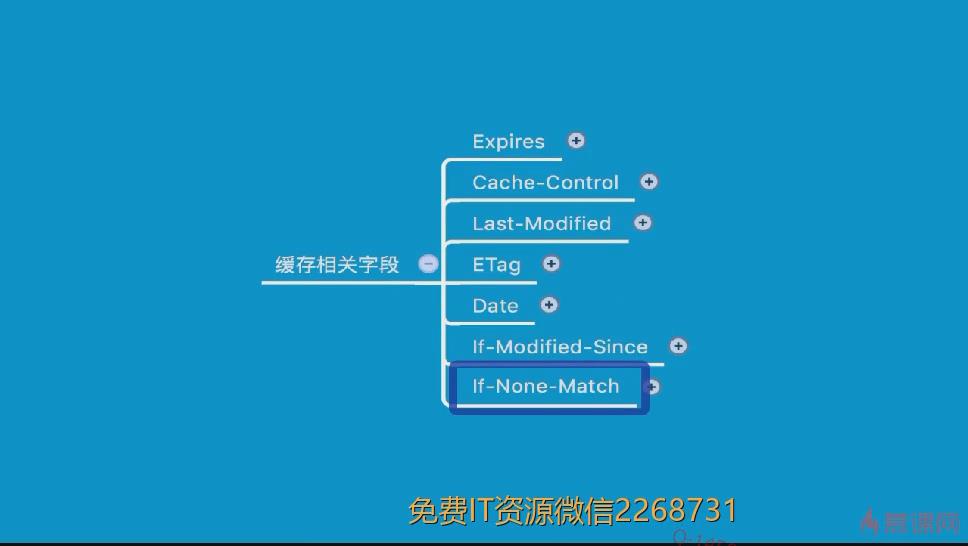 Expires
Cache-Control
Last-Modified
缓存相关字段
ETag
Date
If-Modified-Since
If-None-Match
免费IT资源微信2268731
慕课网